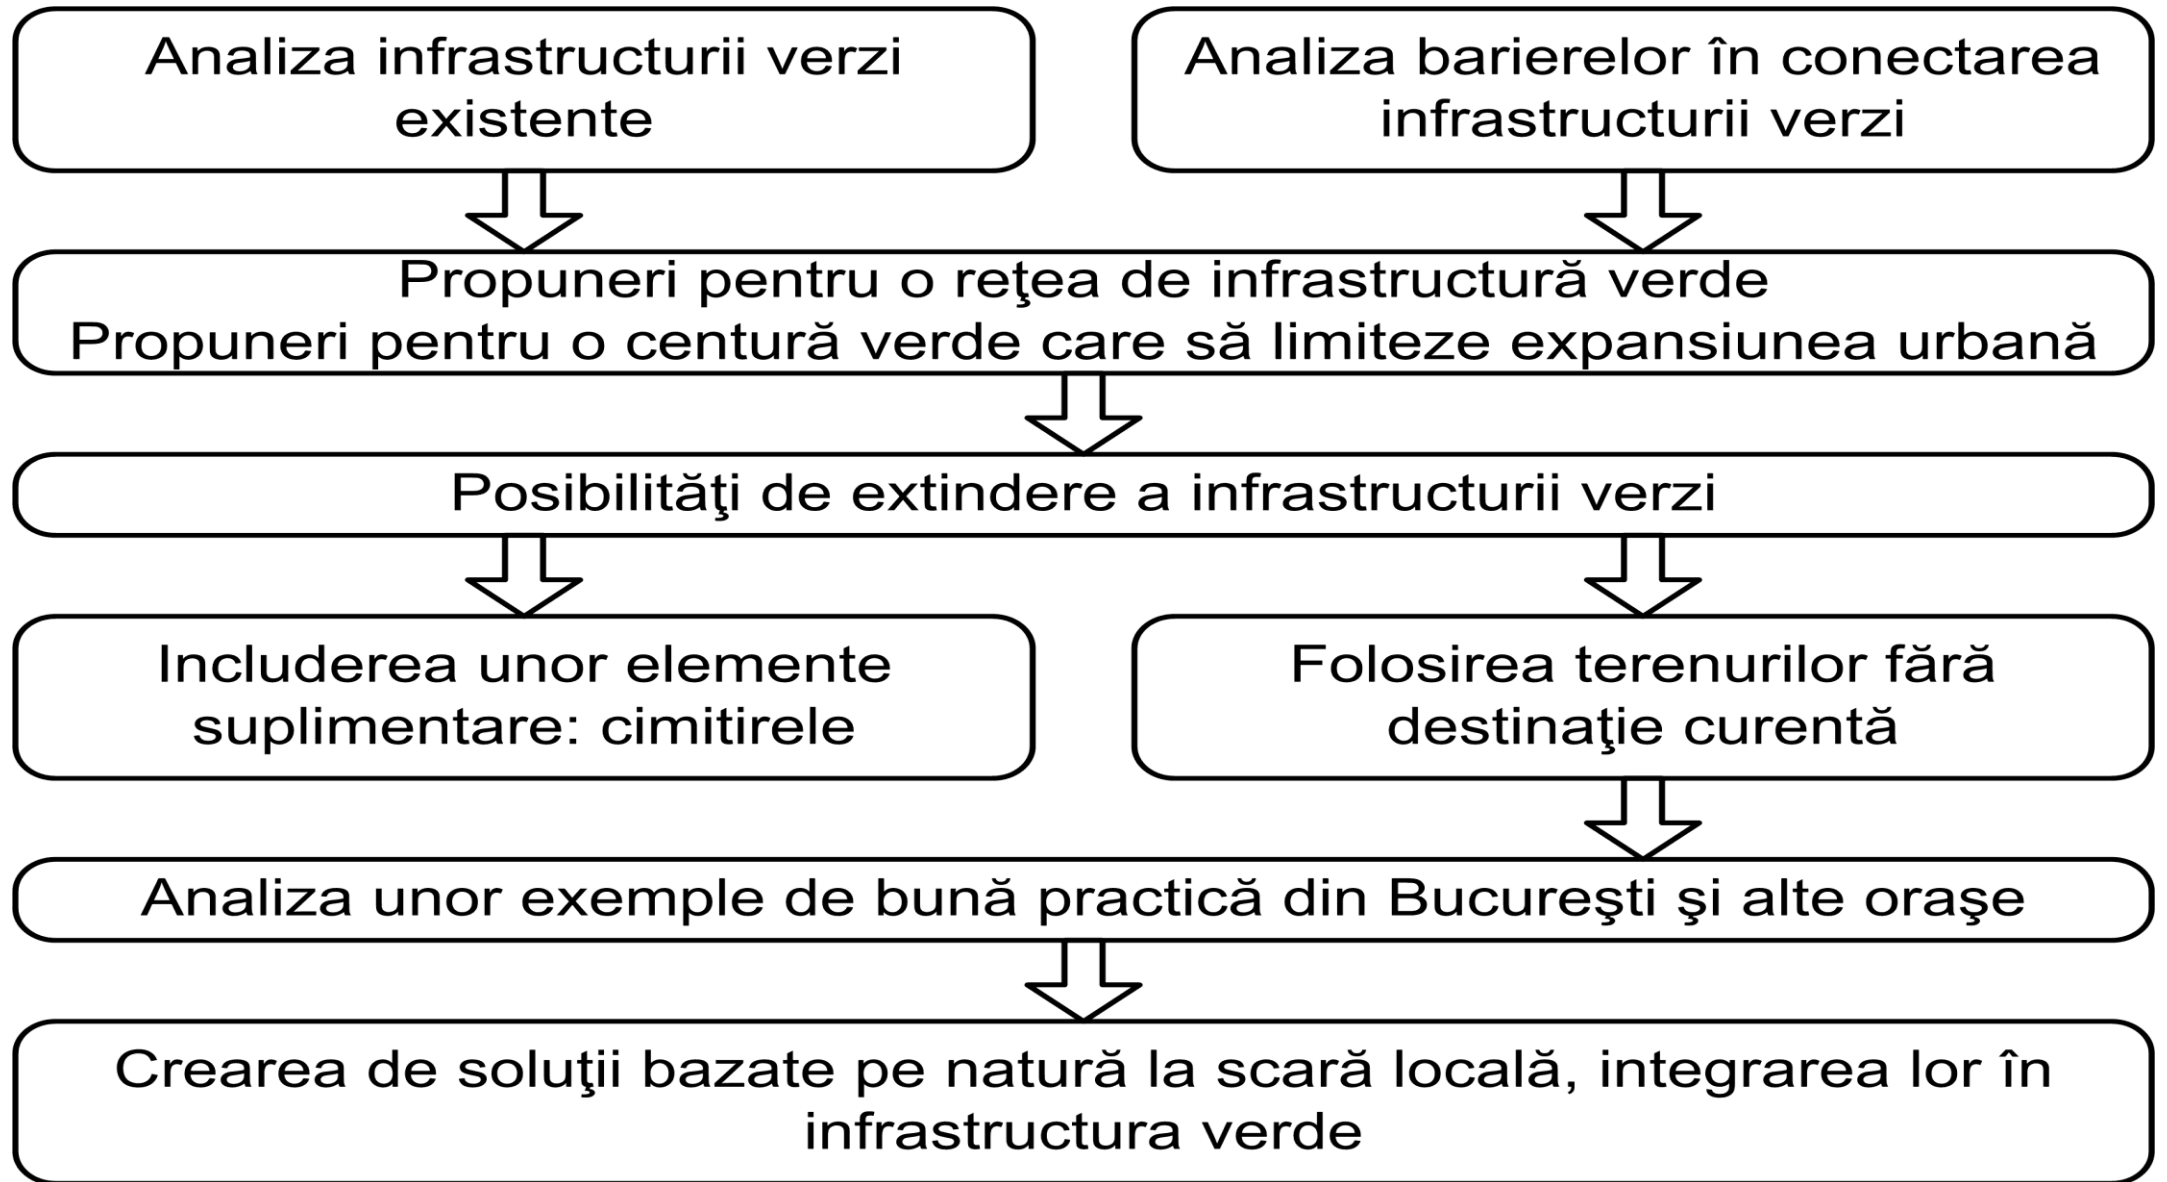 Analiza infrastructurii verzi
existente
Analiza barierelor în conectarea
infrastructurii verzi
Propuneri pentru o reţea de infrastructură verde
Propuneri pentru o centură verde care să limiteze expansiunea urbană
Posibilităţi de extindere a infrastructurii verzi
Includerea unor elemente
suplimentare: cimitirele
Folosirea terenurilor fără
destinaţie curentă
Analiza unor exemple de bună practică din Bucureşti şi alte oraşe
Crearea de soluţii bazate pe natură la scară locală, integrarea lor în
infrastructura verde